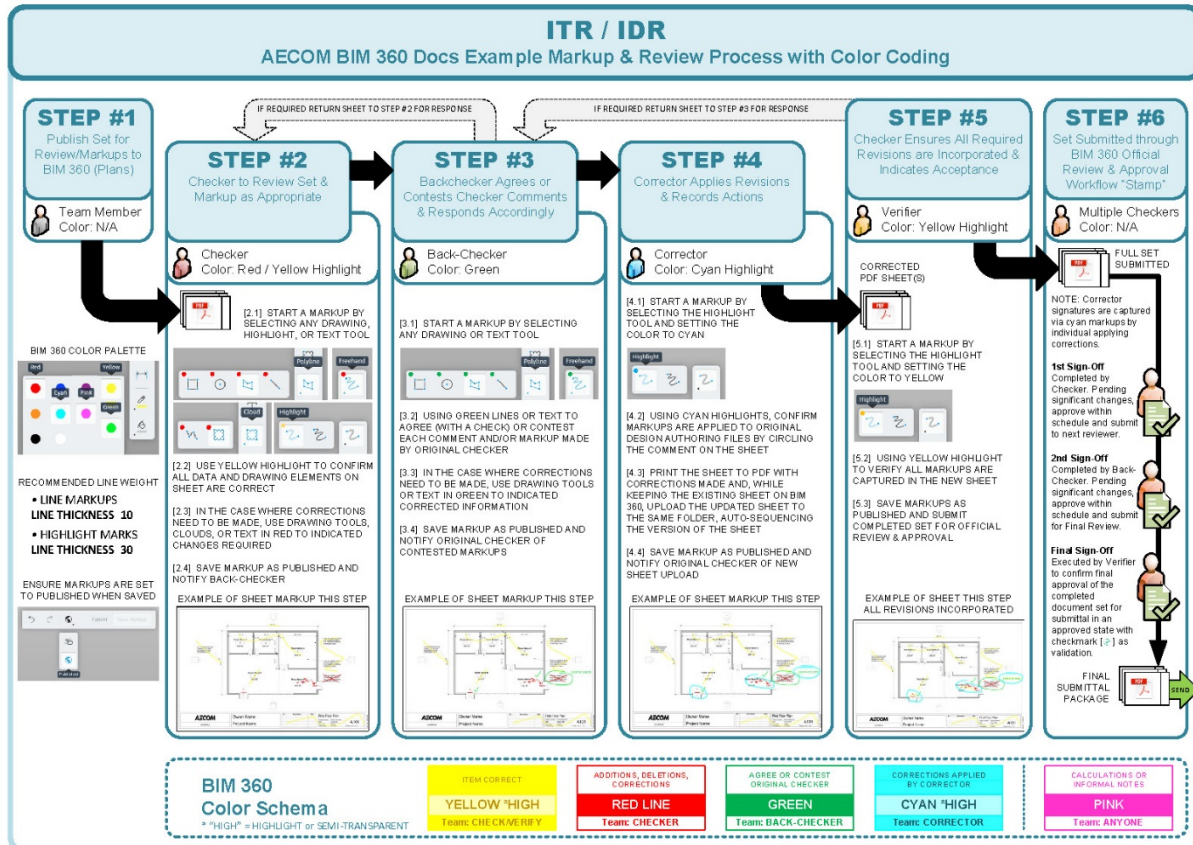 ITR / IDR
AECOM BIM 360 Docs Example Markup & Review Process with Color Coding
IF REQUIRED RETURN SHEET TO STEP #2 FOR RESPONSE
IF REQUIRED RETURN SHEET TO STEP #3 FOR RESPONSE
STEP #1
Publish Set for
Review/Markups to
BIM 360 (Plans)
Team Member
Color: N/A
BIM 360 COLOR PALETTE
Red
Yellow
Cyan
Pink
Green
RECOMMENDED LINE WEIGHT
• LINE MARKUPS
LINE THICKNESS 10
• HIGHLIGHT MARKS
LINE THICKNESS 30
ENSURE MARKUPS ARE SET
TO PUBLISHED WHEN SAVED
Published
STEP #2
Checker to Review Set &
Markup as Appropriate
Checker
Color: Red / Yellow Highlight
PDF
[2.1] START A MARKUP BY
SELECTING ANY DRAWING,
HIGHLIGHT, OR TEXT TOOL
Polyline
Freehand
Cloud
Highlight
[2.2] USE YELLOW HIGHLIGHT TO CONFIRM
ALL DATA AND DRAWING ELEMENTS ON
SHEET ARE CORRECT
[2.3] IN THE CASE WHERE CORRECTIONS
NEED TO BE MADE, USE DRAWING TOOLS,
CLOUDS, OR TEXT IN RED TO INDICATED
CHANGES REQUIRED
[2.4] SAVE MARKUP AS PUBLISHED AND
NOTIFY BACK-CHECKER
EXAMPLE OF SHEET MARKUP THIS STEP
AECOM
Owner Name
Project Name
STEP #3
Backchecker Agrees or
Contests Checker Comments
& Responds Accordingly
Back-Checker
Color: Green
[3.1] START A MARKUP BY SELECTING
ANY DRAWING OR TEXT TOOL
Polyline
Freehand
[3.2] USING GREEN LINES OR TEXT TO
AGREE (WITH A CHECK) OR CONTEST
EACH COMMENT AND/OR MARKUP MADE
BY ORIGINAL CHECKER
[3.3] IN THE CASE WHERE CORRECTIONS
NEED TO BE MADE, USE DRAWING TOOLS
OR TEXT IN GREEN TO INDICATED
CORRECTED INFORMATION
[3.4] SAVE MARKUP AS PUBLISHED AND
NOTIFY ORIGINAL CHECKER OF
CONTESTED MARKUPS
EXAMPLE OF SHEET MARKUP THIS STEP
AECOM
Owner Name
Project Name
STEP #4
Corrector Applies Revisions
& Records Actions
Corrector
Color: Cyan Highlight
[4.1] START A MARKUP BY
SELECTING THE HIGHLIGHT
TOOL AND SETTING THE
COLOR TO CYAN
Highlight
[4.2] USING CYAN HIGHLIGHTS, CONFIRM
MARKUPS ARE APPLIED TO ORIGINAL
DESIGN AUTHORING FILES BY CIRCLING
THE COMMENT ON THE SHEET
[4.3] PRINT THE SHEET TO PDF WITH
CORRECTIONS MADE AND, WHILE
KEEPING THE EXISTING SHEET ON BIM
360, UPLOAD THE UPDATED SHEET TO
THE SAME FOLDER, AUTO-SEQUENCING
THE VERSION OF THE SHEET
[4.4] SAVE MARKUP AS PUBLISHED AND
NOTIFY ORIGINAL CHECKER OF NEW
SHEET UPLOAD
EXAMPLE OF SHEET MARKUP THIS STEP
AECOM
Owner Name
Project Name
STEP #5
Checker Ensures All Required
Revisions are Incorporated &
Indicates Acceptance
Verifier
Color: Yellow Highlight
CORRECTED
PDF SHEET(S)
PDF
[5.1] START A MARKUP BY
SELECTING THE HIGHLIGHT
TOOL AND SETTING THE
COLOR TO YELLOW
Highlight
[5.2] USING YELLOW HIGHLIGHT
TO VERIFY ALL MARKUPS ARE
CAPTURED IN THE NEW SHEET
[5.3] SAVE MARKUPS AS
PUBLISHED AND SUBMIT
COMPLETED SET FOR OFFICIAL
REVIEW & APPROVAL
EXAMPLE OF SHEET THIS STEP
ALL REVISIONS INCORPORATED
AECOM
Owner Name
Project Name
STEP #6
Set Submitted through
BIM 360 Official
Review & Approval
Workflow "Stamp"
Multiple Checkers
Color: N/A
PDF
FULL SET
SUBMITTED
NOTE: Corrector
signatures are captured
via cyan markups by
individual applying
corrections.
1st Sign-Off
Completed by
Checker. Pending
significant changes,
approve within
schedule and submit
to next reviewer.
2nd Sign-Off
Completed by Back-
Checker. Pending
significant changes,
approve within
schedule and submit
for Final Review.
Final Sign-Off
Executed by Verifier
to confirm final
approval of the
completed
document set for
submittal in an
approved state with
checkmark [ ] as
validation.
FINAL
SUBMITTAL
PACKAGE
PDF
SEND
BIM 360
Color Schema
* "HIGH" = HIGHLIGHT or SEMI-TRANSPARENT
ITEM CORRECT
YELLOW *HIGH
Team: CHECK/VERIFY
ADDITIONS, DELETIONS,
CORRECTIONS
RED LINE
Team: CHECKER
AGREE OR CONTEST
ORIGINAL CHECKER
GREEN
Team: BACK-CHECKER
CORRECTIONS APPLIED
BY CORRECTOR
CYAN *HIGH
Team: CORRECTOR
CALCULATIONS OR
INFORMAL NOTES
PINK
Team: ANYONE